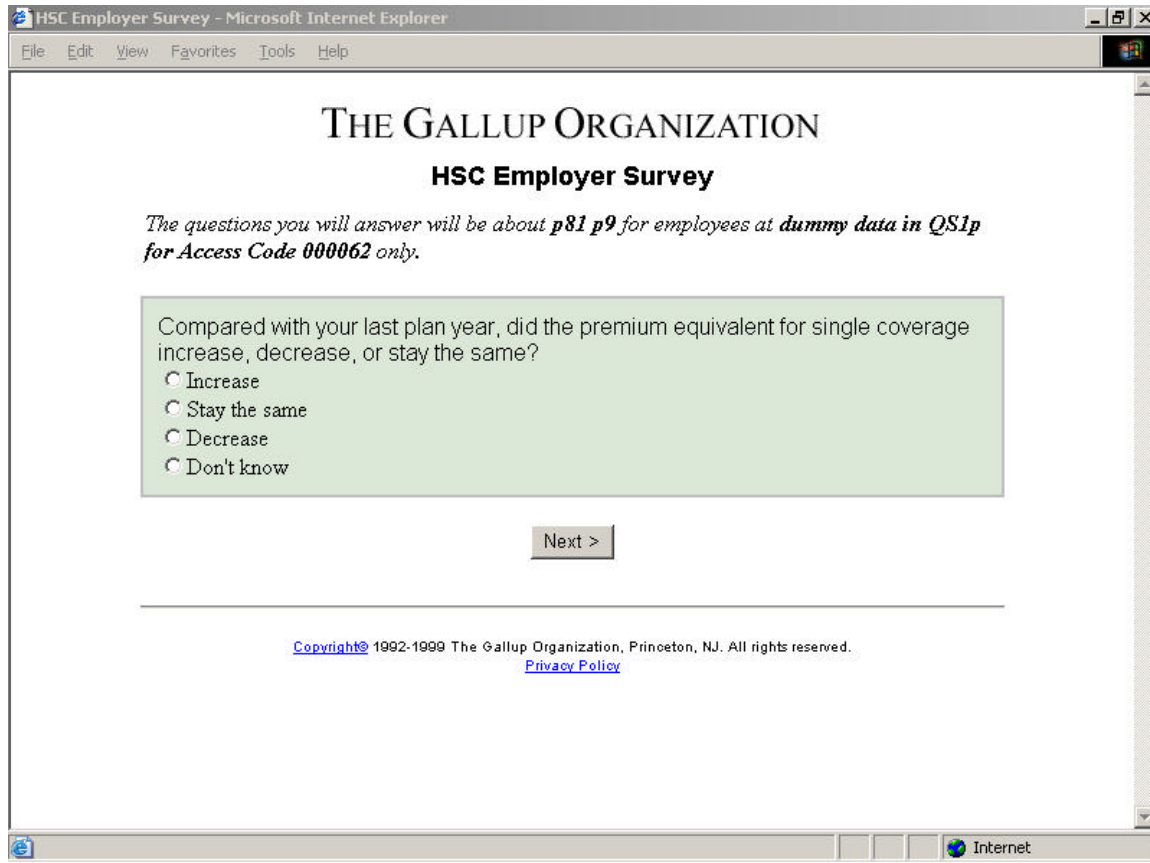 HSC Employer Survey - Microsoft Internet Explorer
File Edit View Favorites Tools Help
THE GALLUP ORGANIZATION
HSC Employer Survey
The questions you will answer will be about p81 p9 for employees at dummy data in QS1p
for Access Code 000062 only.
Compared with your last plan year, did the premium equivalent for single coverage
increase, decrease, or stay the same?
Increase
Stay the same
Decrease
Don't know
Next >
Copyright© 1992-1999 The Gallup Organization, Princeton, NJ. All rights reserved.
Privacy Policy
Internet